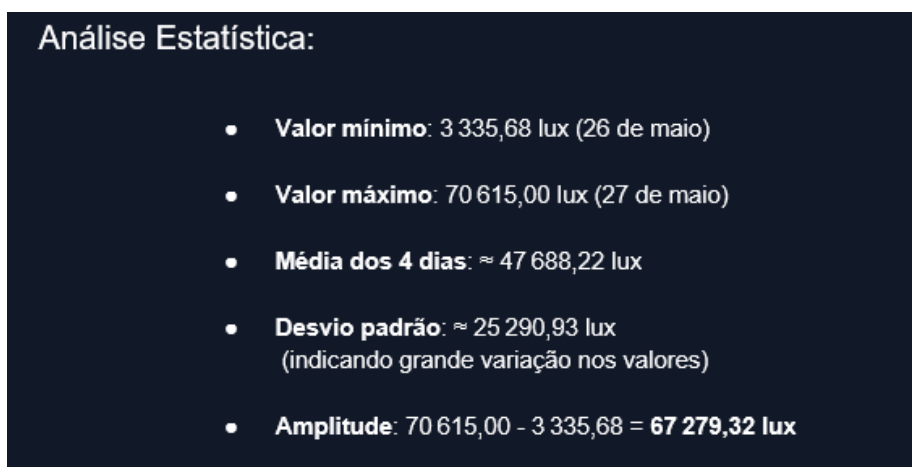 Análise Estatística:
● Valor mínimo: 3 335,68 lux (26 de maio)
● Valor máximo: 70 615,00 lux (27 de maio)
● Média dos 4 dias: ≈ 47 688,22 lux
● Desvio padrão: ≈ 25 290,93 lux
(indicando grande variação nos valores)
● Amplitude: 70 615,00 - 3 335,68 = 67 279,32 lux